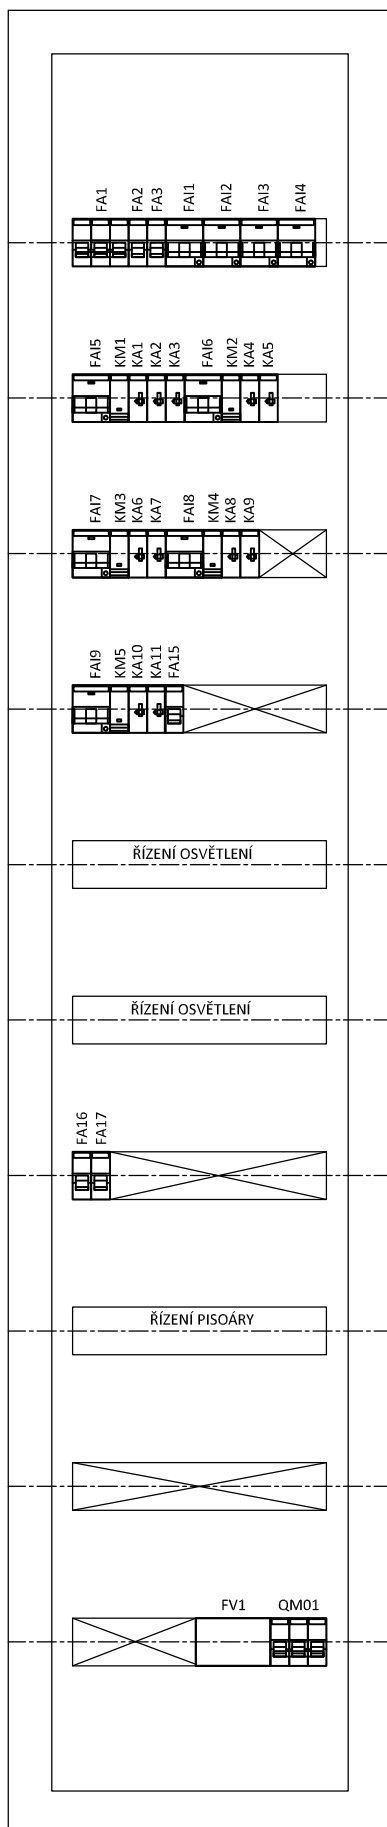 FA1 FA2 FA3 FAI1 FAI2 FAI3 FAI4
FAI5 KM1 KA1 KA2 KA3 FAI6 KM2 KA4 KA5
FAI7 KM3 KA6 KA7 FAI8 KM4 KA8 KA9
FAI9 KM5 KA10 KA11 FA15
ŘÍZENÍ OSVĚTLENÍ
ŘÍZENÍ OSVĚTLENÍ
FA16 FA17
ŘÍZENÍ PISOÁRY
FV1 QM01